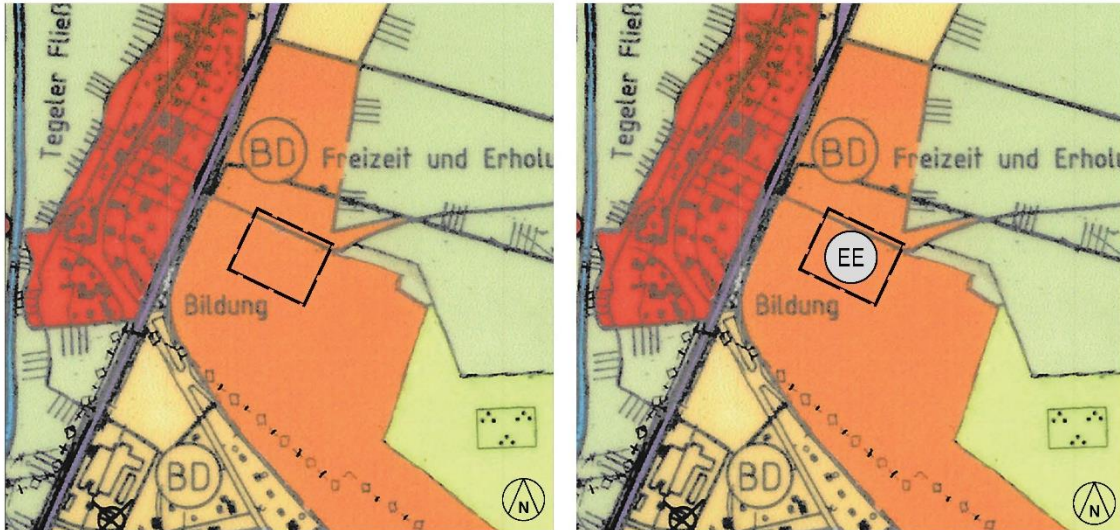 Tegeler Fließ
BD
Freizeit und Erholu
Bildung
BD
N
Tegeler Fließ
BD
Freizeit und Erholu
EE
Bildung
BD
N